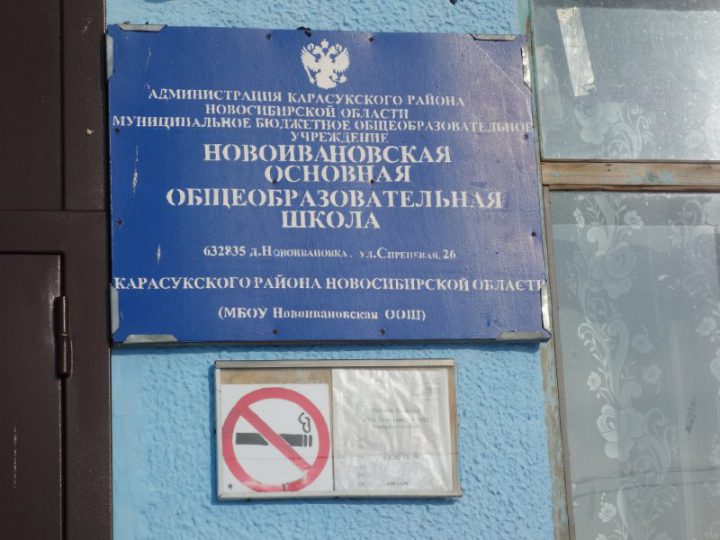 АДМИНИСТРАЦИЯ КАРАСУКСКОГО РАЙОНА
НОВОСИБИРСКОЙ ОБЛАСТИ
МУНИЦИПАЛЬНОЕ БЮДЖЕТНОЕ ОБЩЕОБРАЗОВАТЕЛЬНОЕ
УЧРЕЖДЕНИЕ
НОВОИВАНОВСКАЯ
ОСНОВНАЯ
ОБЩЕОБРАЗОВАТЕЛЬНАЯ
ШКОЛА
632835 д.Новоивановка, ул.Сиреневая, 26
КАРАСУКСКОГО РАЙОНА НОВОСИБИРСКОЙ ОБЛАСТИ
(МБОУ Новоивановская ООШ)